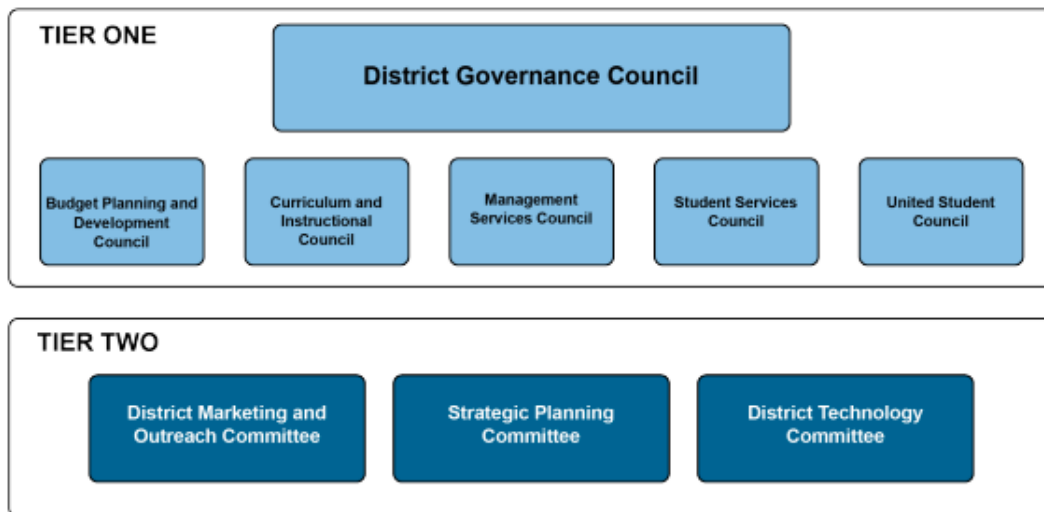 TIER ONE
District Governance Council
Budget Planning and
Development
Council
Curriculum and
Instructional
Council
Management
Services Council
Student Services
Council
United Student
Council
TIER TWO
District Marketing and
Outreach Committee
Strategic Planning
Committee
District Technology
Committee